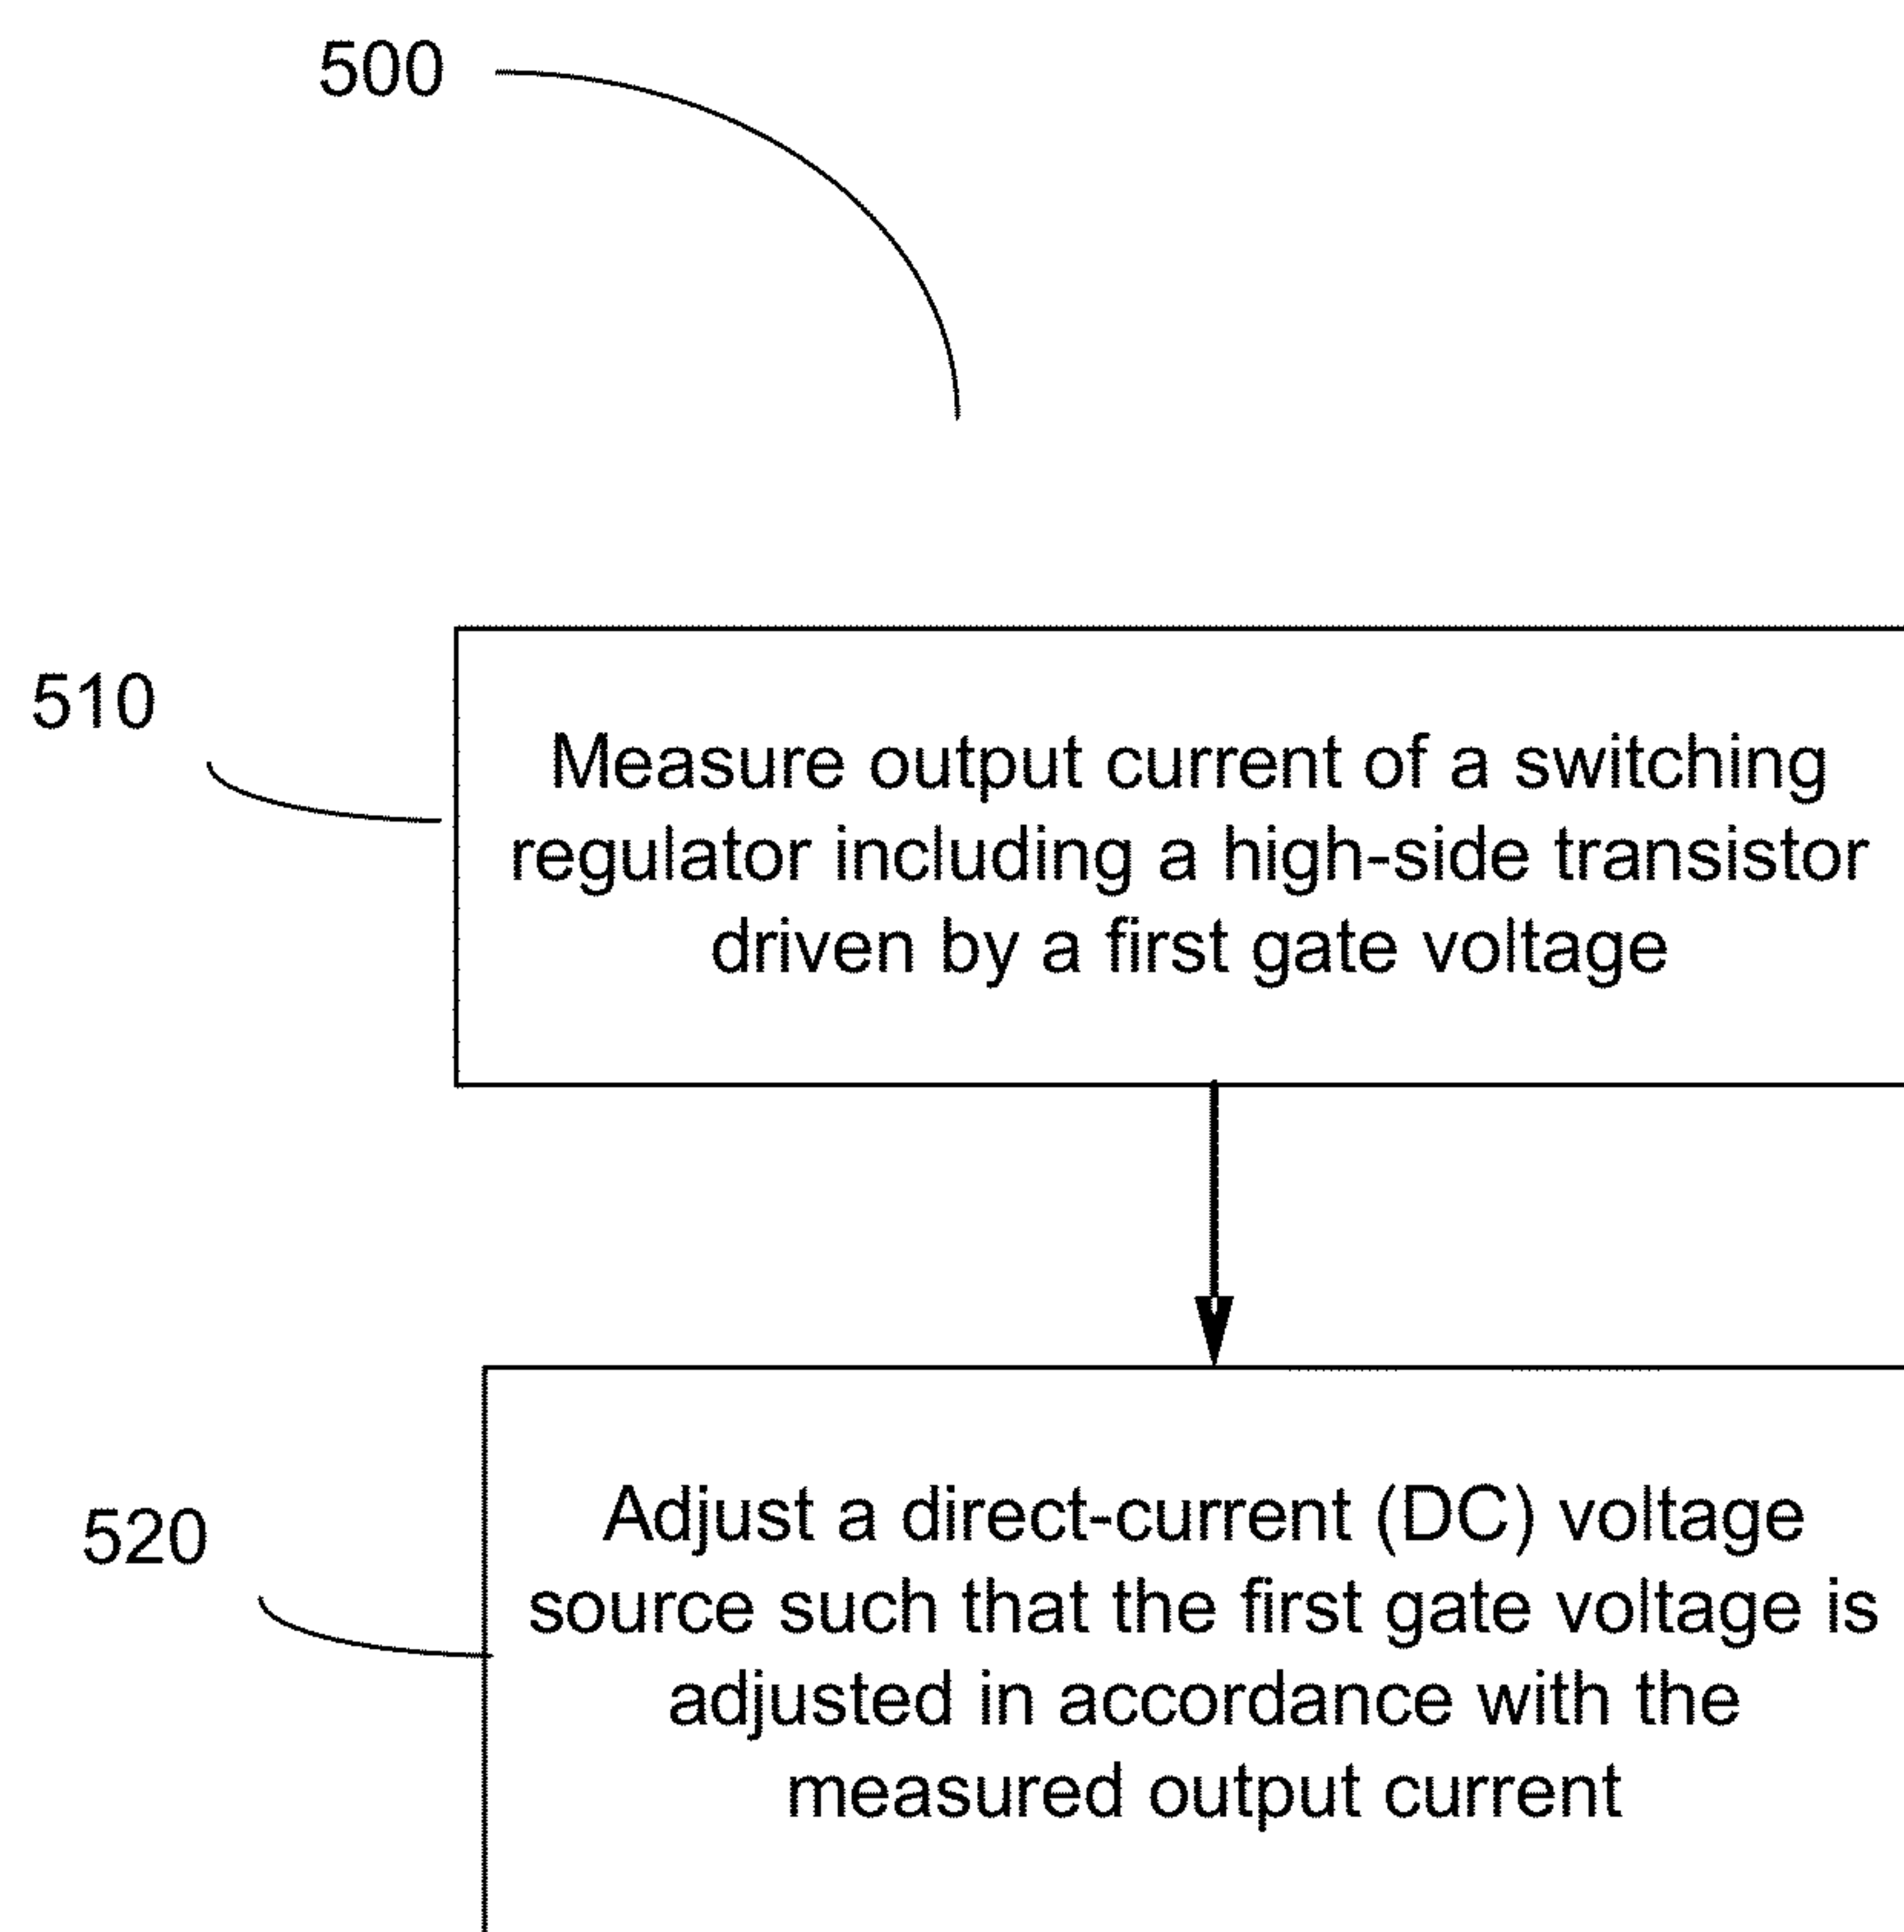 500
510
Measure output current of a switching
regulator including a high-side transistor
driven by a first gate voltage
520
Adjust a direct-current (DC) voltage
source such that the first gate voltage is
adjusted in accordance with the
measured output current